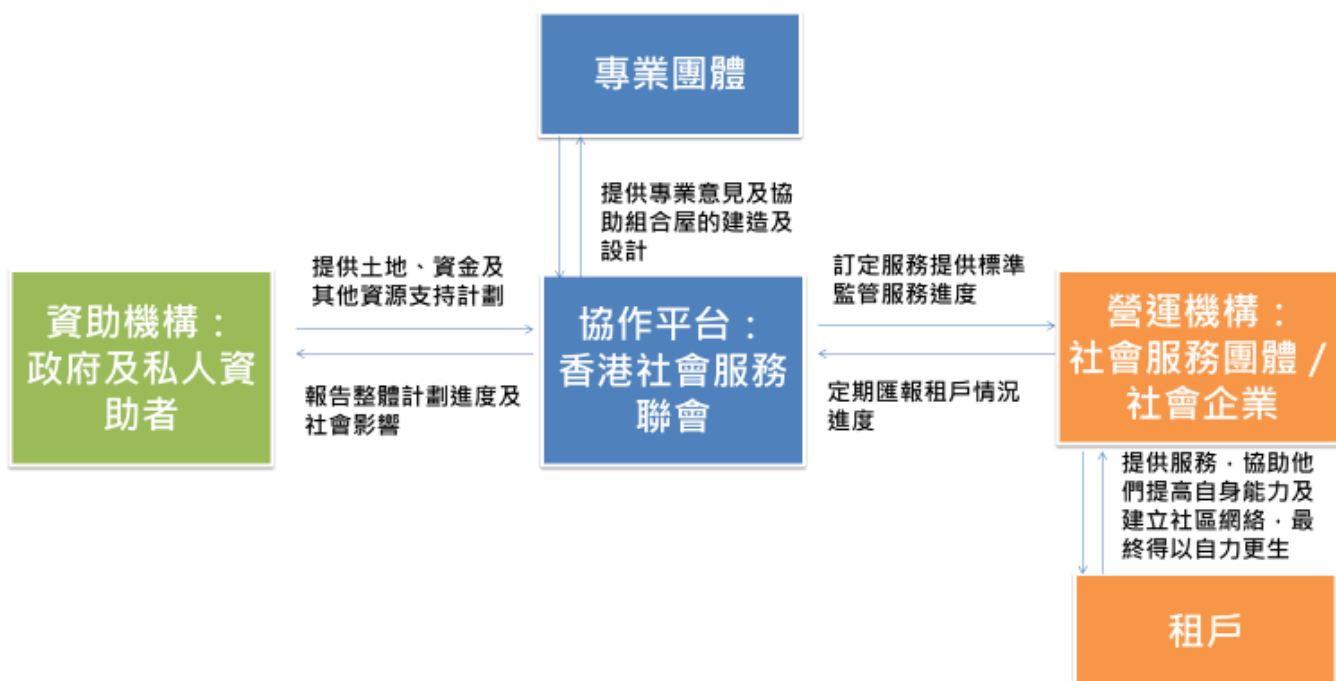 專業團體
提供專業意見及協
助組合屋的建造及
設計
提供土地、資金及
其他資源支持計劃
訂定服務提供標準
監管服務進度
資助機構：
政府及私人資
助者
協作平台：
香港社會服務
聯會
營運機構：
社會服務團體 /
社會企業
報告整體計劃進度及
社會影響
定期匯報租戶情況
進度
提供服務，協助他
們提高自身能力及
建立社區網絡，最
終得以自力更生
租戶